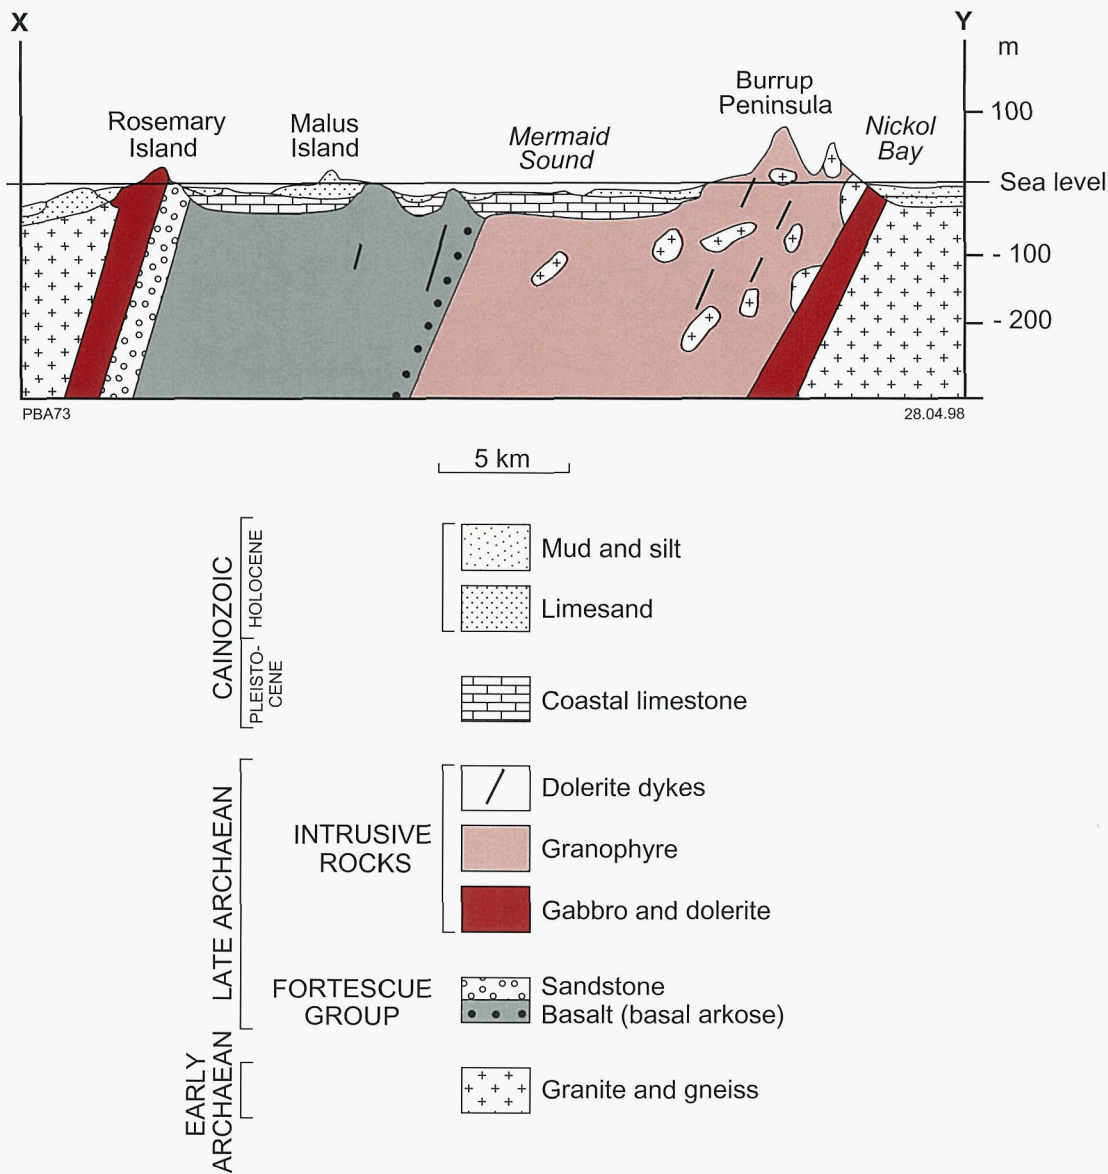 X
Y
m
Rosemary
Island
Malus
Island
Mermaid
Sound
Burrup
Peninsula
Nickol
Bay
100
Sea level
- 100
- 200
PBA73
28.04.98
5 km
CAINOZOIC
HOLOCENE
PLEISTO-
CENE
Mud and silt
Limesand
Coastal limestone
LATE ARCHAEAN
INTRUSIVE
ROCKS
Dolerite dykes
Granophyre
Gabbro and dolerite
FORTESCUE
GROUP
Sandstone
Basalt (basal arkose)
EARLY
ARCHAEAN
Granite and gneiss